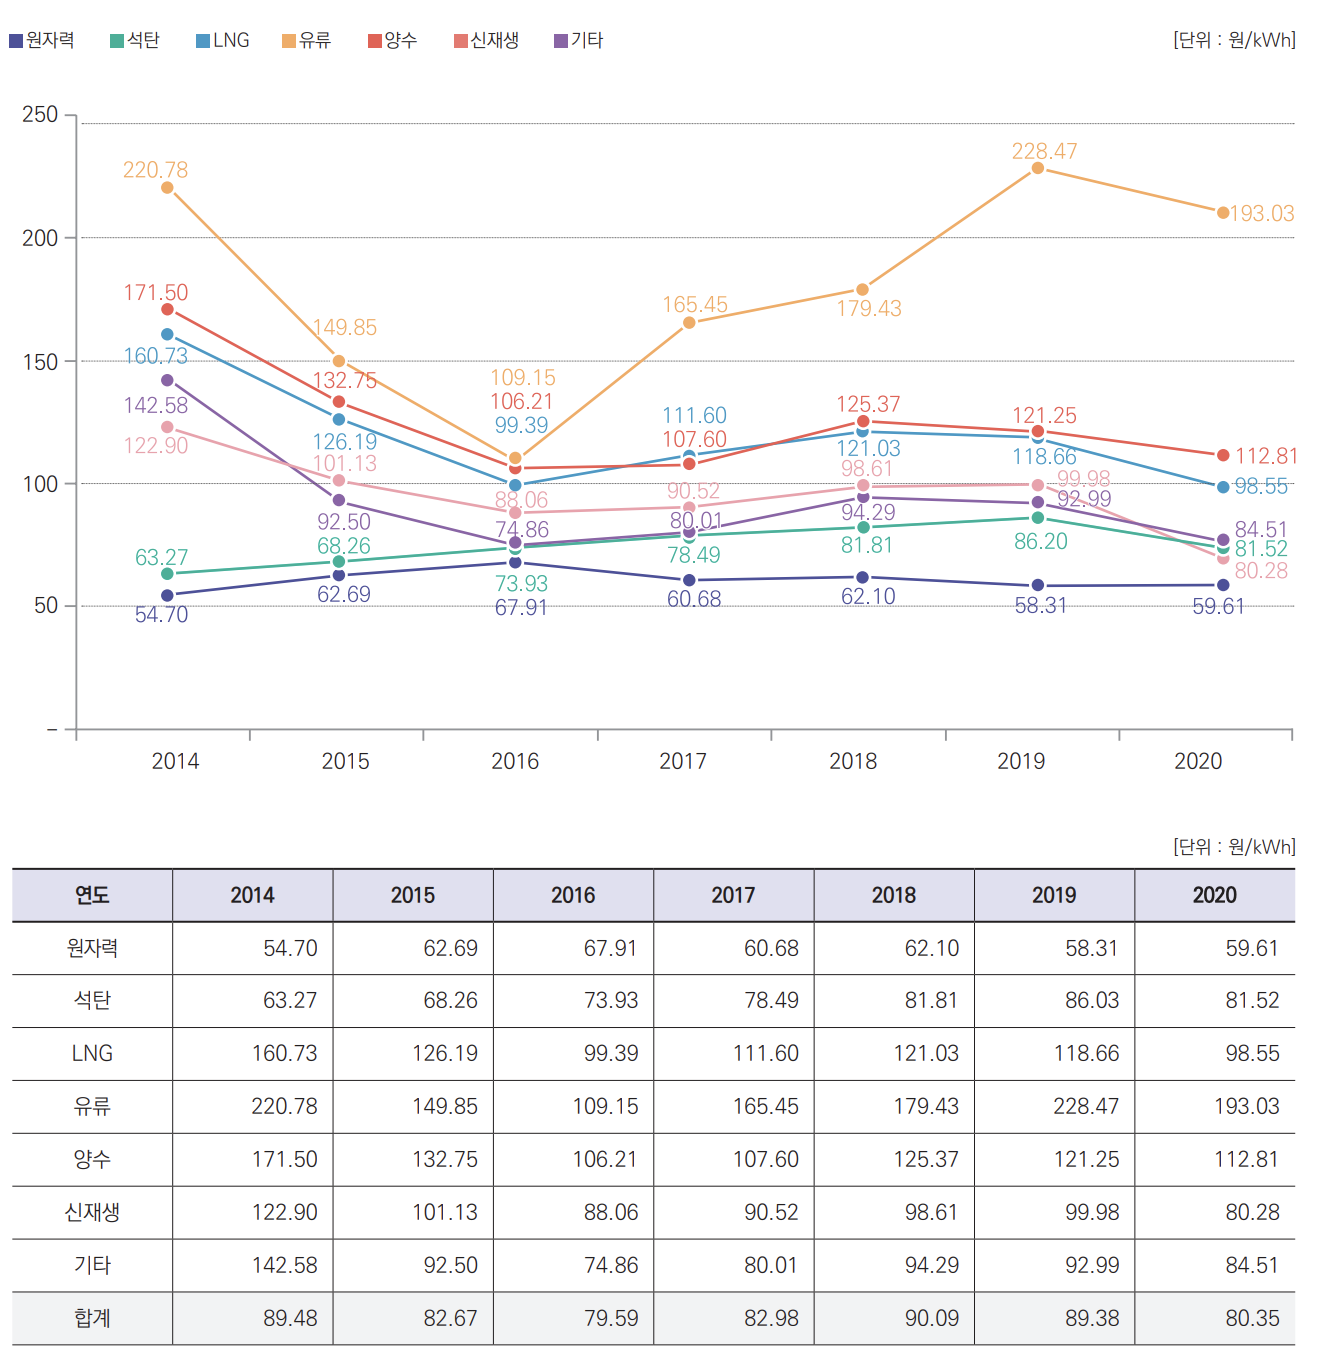 원자력 석탄 LNG 유류 양수 신재생 기타 [단위 : 원/kWh]
250
200
150
100
50
–
220.78 149.85 109.15 165.45 179.43 228.47 193.03
171.50 132.75 106.21 107.60 125.37 121.25 112.81
160.73 126.19 99.39 111.60 121.03 118.66 98.55
142.58 92.50 74.86 80.01 94.29 92.99 84.51
122.90 101.13 88.06 90.52 98.61 99.98 80.28
63.27 68.26 73.93 78.49 81.81 86.20 81.52
54.70 62.69 67.91 60.68 62.10 58.31 59.61
2014 2015 2016 2017 2018 2019 2020
[단위 : 원/kWh]
연도 2014 2015 2016 2017 2018 2019 2020
원자력 54.70 62.69 67.91 60.68 62.10 58.31 59.61
석탄 63.27 68.26 73.93 78.49 81.81 86.03 81.52
LNG 160.73 126.19 99.39 111.60 121.03 118.66 98.55
유류 220.78 149.85 109.15 165.45 179.43 228.47 193.03
양수 171.50 132.75 106.21 107.60 125.37 121.25 112.81
신재생 122.90 101.13 88.06 90.52 98.61 99.98 80.28
기타 142.58 92.50 74.86 80.01 94.29 92.99 84.51
합계 89.48 82.67 79.59 82.98 90.09 89.38 80.35